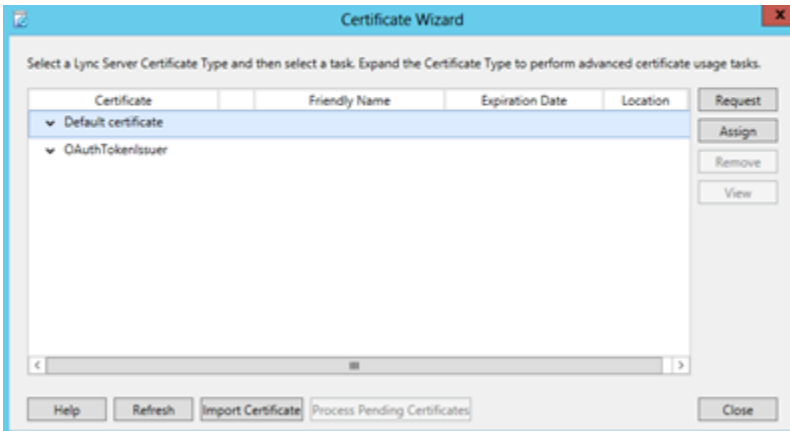 Certificate Wizard
x
Select a Lync Server Certificate Type and then select a task. Expand the Certificate Type to perform advanced certificate usage tasks.
Certificate Friendly Name Expiration Date Location Request
Default certificate Assign
OAuthTokenIssuer Remove
View
Help Refresh Import Certificate Process Pending Certificates Close